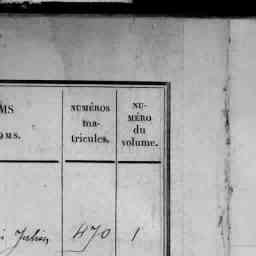 MS
OMS.
NUMÉROS
ma-
tricules.
NU-
MÉRO
du
volume.
Julien 470 1